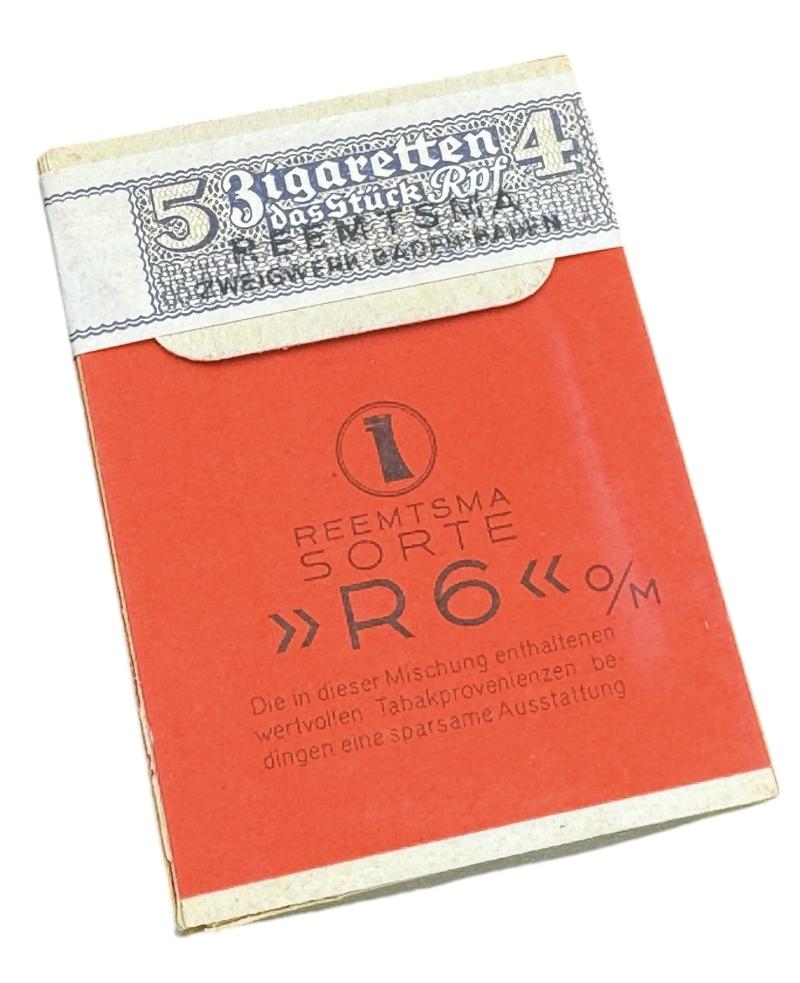 5 Zigaretten 4
das Stück Rpf
REEMTSMA
ZWEIGWERK BADEN-BADEN
REEMTSMA
SORTE
»R6« O/M
Die in dieser Mischung enthaltenen
wertvollen Tabakprovenienzen be-
dingen eine sparsame Ausstattung